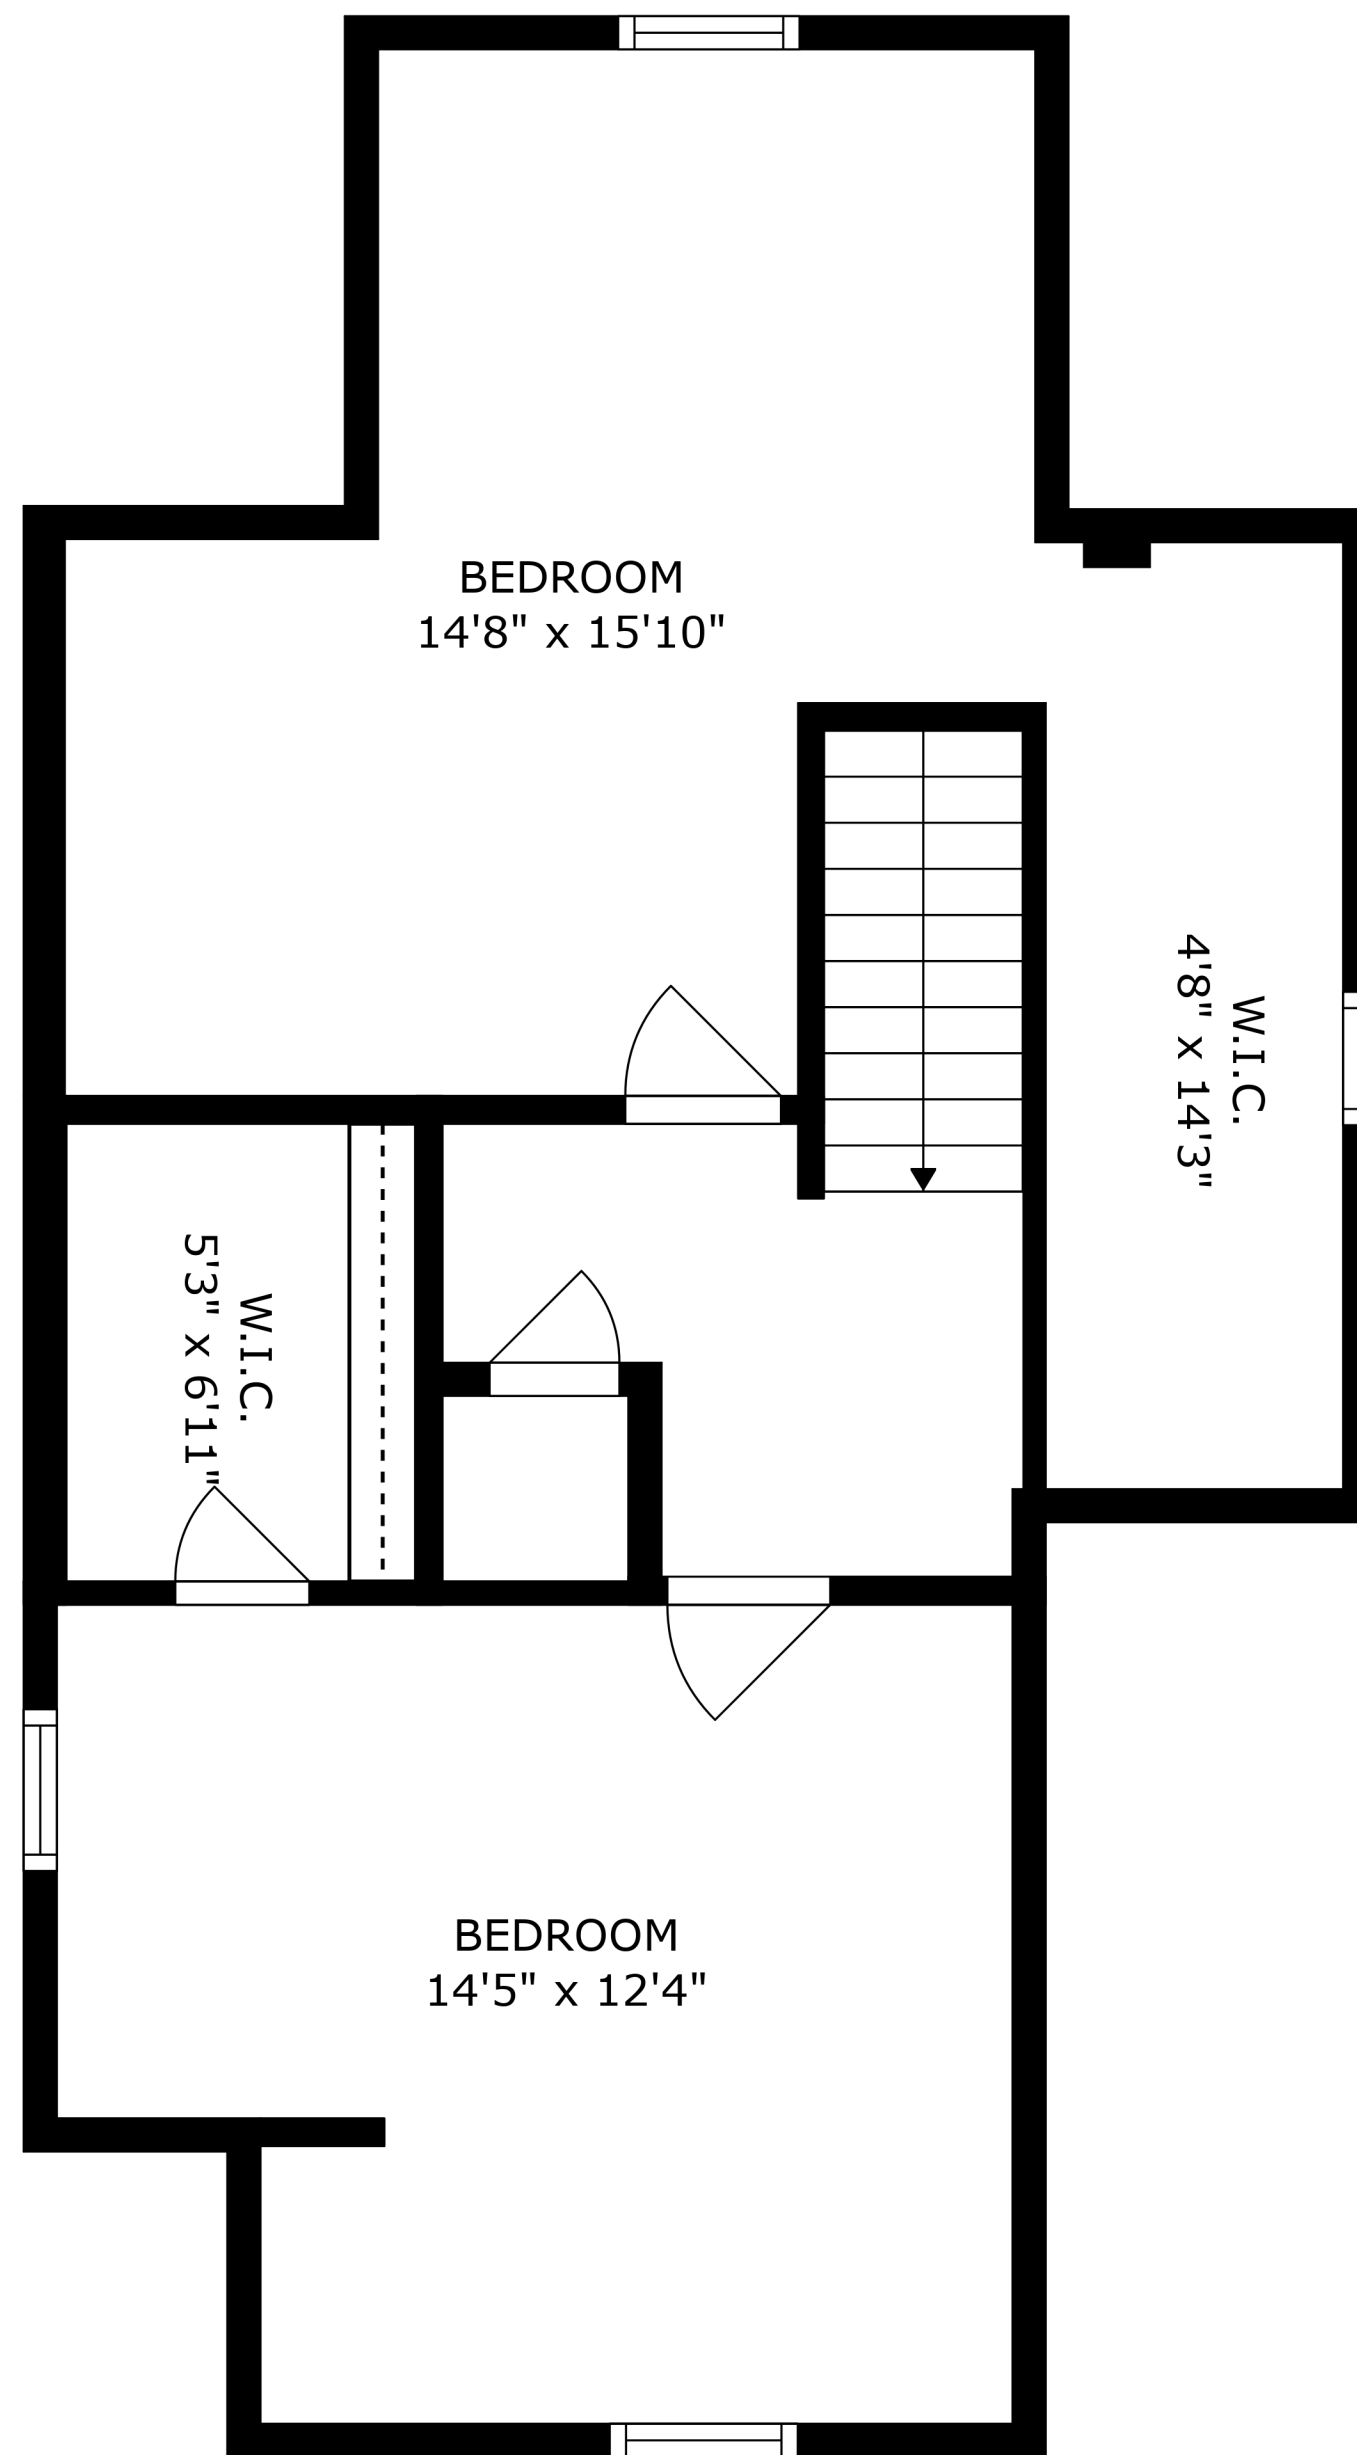 BEDROOM
14'8" x 15'10"
W.I.C.
4'8" x 14'3"
W.I.C.
5'3" x 6'11"
BEDROOM
14'5" x 12'4"